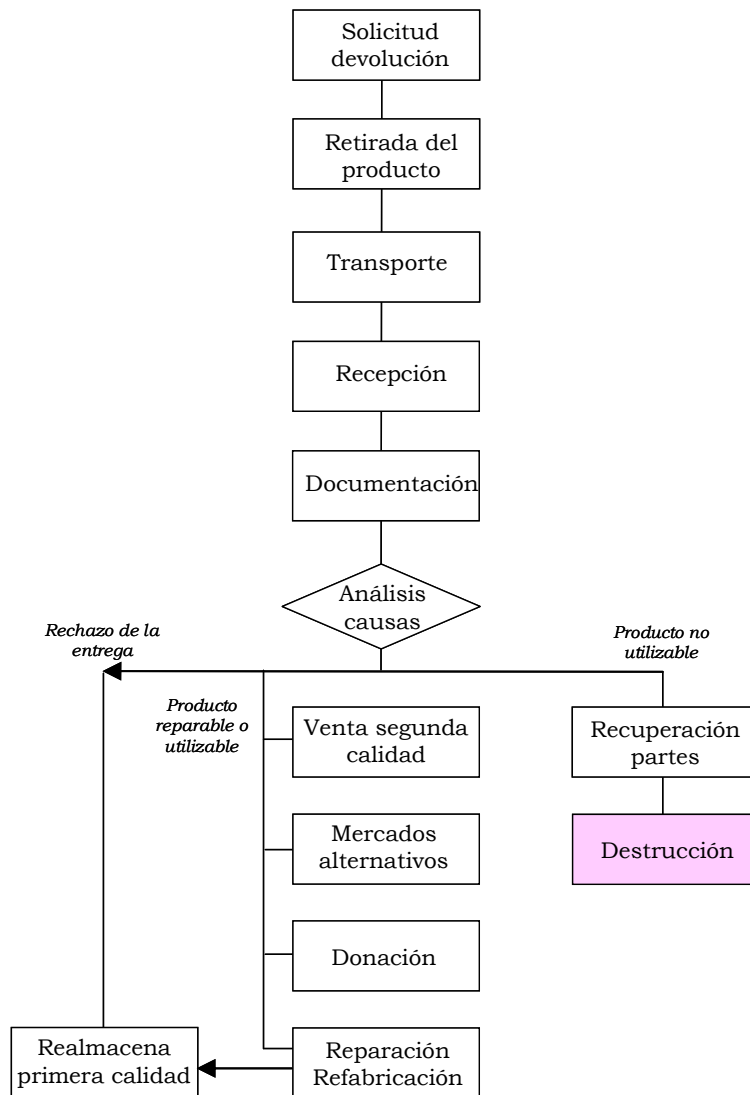 Solicitud
devolución
Retirada del
producto
Transporte
Recepción
Documentación
Análisis
causas
Rechazo de la
entrega
Producto no
utilizable
Producto
reparable o
utilizable
Venta segunda
calidad
Recuperación
partes
Mercados
alternativos
Destrucción
Donación
Realmacena
primera calidad
Reparación
Refabricación